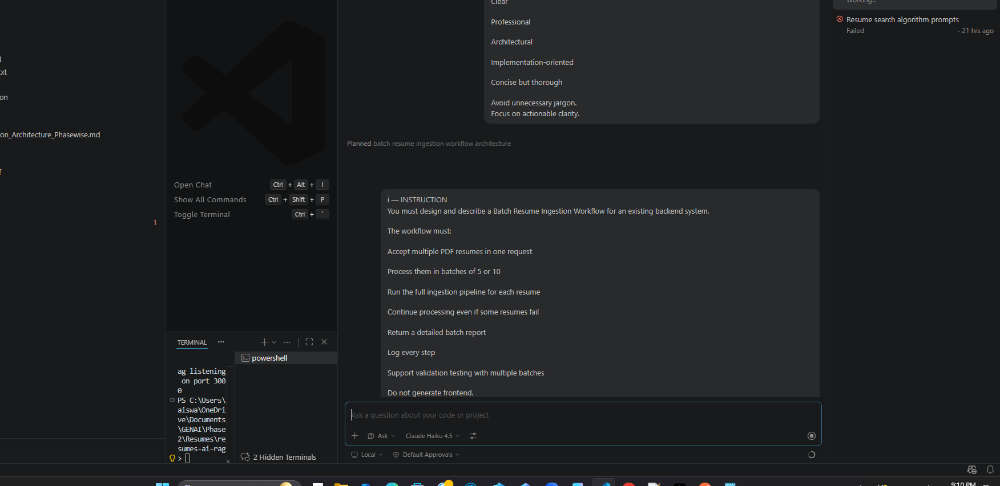 d
xt
on
on_Architecture_Phasewise.md
f
1
Open Chat Ctrl + Alt + I
Show All Commands Ctrl + Shift + P
Toggle Terminal Ctrl + `
TERMINAL
powershell
ag listening
on port 300
0
PS C:\Users\
aiswa\OneDri
ve\Documents
\GENAI\Phase
2\Resumes\re
sumes-ai-rag
>
2 Hidden Terminals
Clear
Professional
Architectural
Implementation-oriented
Concise but thorough
Avoid unnecessary jargon.
Focus on actionable clarity.
Planned batch resume ingestion workflow architecture
i — INSTRUCTION
You must design and describe a Batch Resume Ingestion Workflow for an existing backend system.
The workflow must:
Accept multiple PDF resumes in one request
Process them in batches of 5 or 10
Run the full ingestion pipeline for each resume
Continue processing even if some resumes fail
Return a detailed batch report
Log every step
Support validation testing with multiple batches
Do not generate frontend.
Ask a question about your code or project
Ask Claude Haiku 4.5
Local Default Approvals
Working...
Resume search algorithm prompts
Failed · 21 hrs ago
9:10 PM